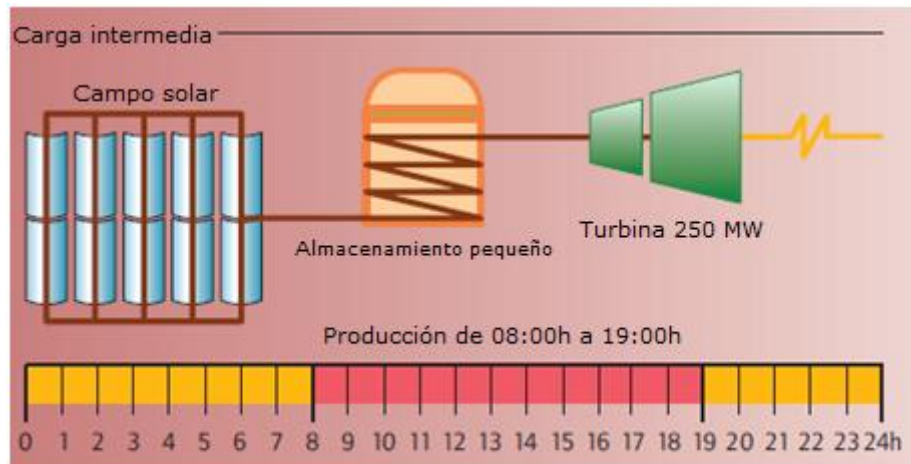 Carga intermedia
Campo solar
Almacenamiento pequeño
Turbina 250 MW
Producción de 08:00h a 19:00h
0 1 2 3 4 5 6 7 8 9 10 11 12 13 14 15 16 17 18 19 20 21 22 23 24h